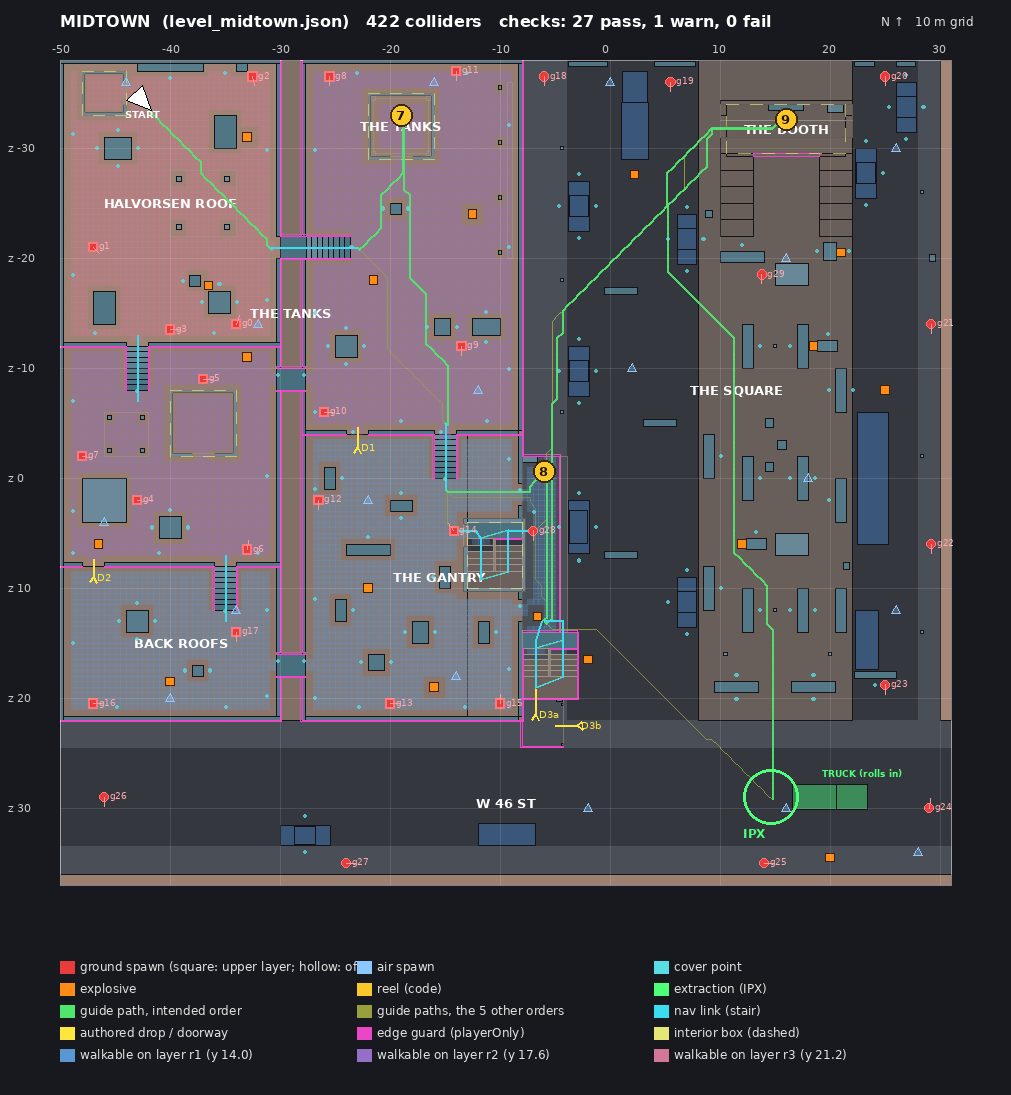 MIDTOWN (level_midtown.json) 422 colliders checks: 27 pass, 1 warn, 0 fail
N ↑ 10 m grid
-50 -40 -30 -20 -10 0 10 20 30
g2 g8 g11 g18 g19 g20
START
7
THE TANKS
9
THE BOOTH
z -30
HALVORSEN ROOF
g1
z -20
g29
THE TANKS
g3 g0 g21
g9
z -10
g5
THE SQUARE
g10
D1
g7
8
z 0
g4 g12
g14 g28
g6 g22
D2
THE GANTRY
z 10
g17
BACK ROOFS
g16 g13 g15
z 20
g23
D3a
D3b
TRUCK (rolls in)
g26
z 30
W 46 ST
g24
IPX
g27 g25
ground spawn (square: upper layer; hollow: of
air spawn
cover point
explosive
reel (code)
extraction (IPX)
guide path, intended order
guide paths, the 5 other orders
nav link (stair)
authored drop / doorway
edge guard (playerOnly)
interior box (dashed)
walkable on layer r1 (y 14.0)
walkable on layer r2 (y 17.6)
walkable on layer r3 (y 21.2)